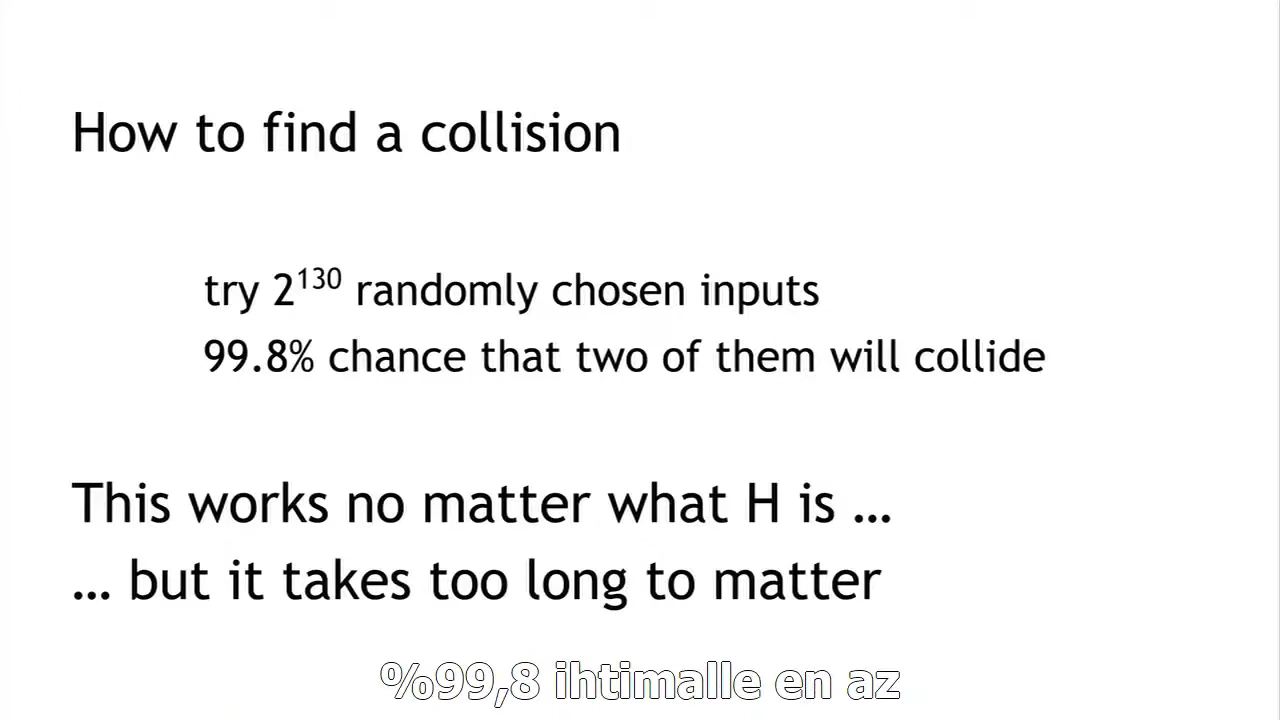 How to find a collision
try 2¹³⁰ randomly chosen inputs
99.8% chance that two of them will collide
This works no matter what H is …
… but it takes too long to matter
%99,8 ihtimalle en az